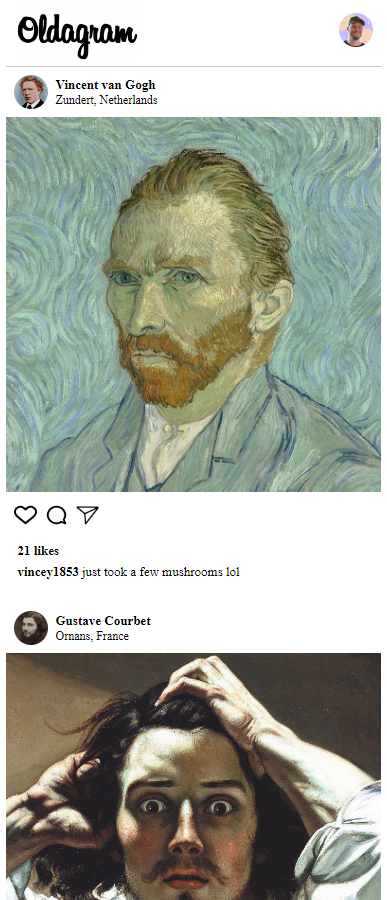 Oldagram
Vincent van Gogh
Zundert, Netherlands
21 likes
vincey1853 just took a few mushrooms lol
Gustave Courbet
Ornans, France